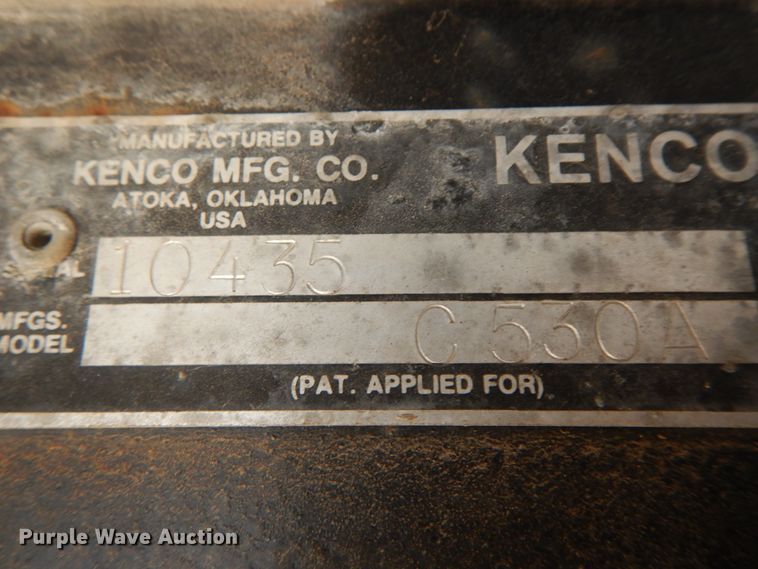 MANUFACTURED BY
KENCO MFG. CO.
ATOKA, OKLAHOMA
USA
KENCO
10435
MFGS.
MODEL
C 530A
(PAT. APPLIED FOR)
Purple Wave Auction